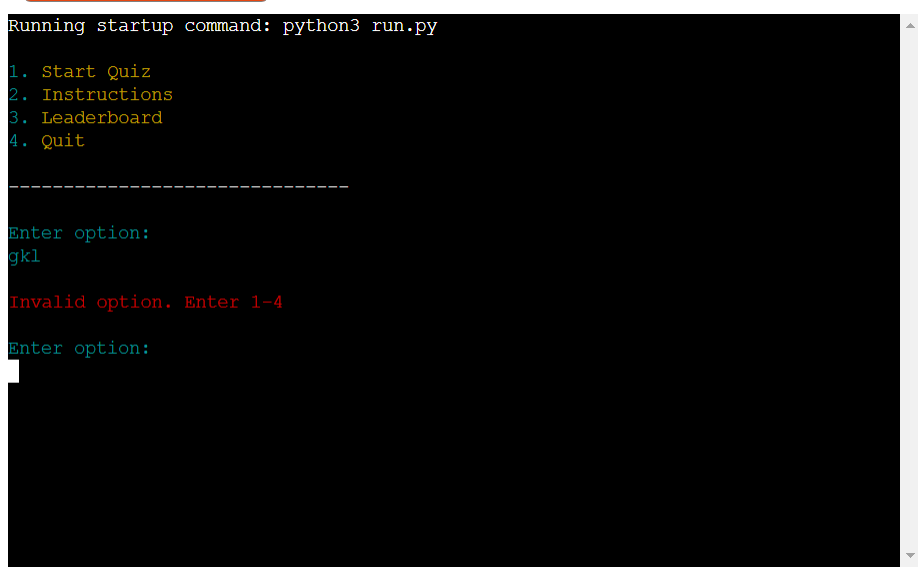 Running startup command: python3 run.py
1. Start Quiz
2. Instructions
3. Leaderboard
4. Quit
-------------------------------
Enter option:
gkl
Invalid option. Enter 1-4
Enter option: